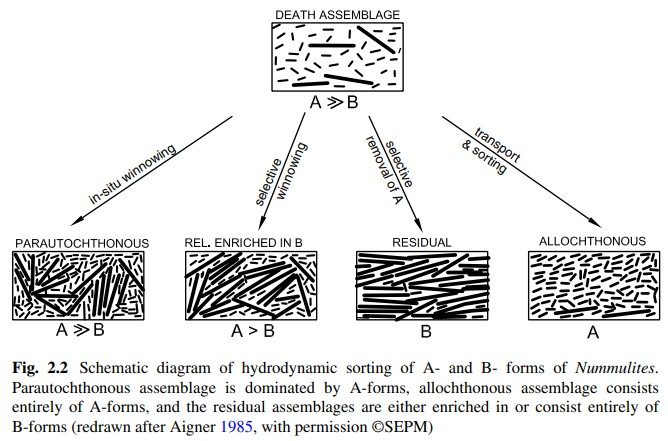 DEATH ASSEMBLAGE
A ≫ B
in-situ winnowing
selective
winnowing
selective
removal of A
transport
& sorting
PARAUTOCHTHONOUS
REL. ENRICHED IN B
RESIDUAL
ALLOCHTHONOUS
A ≫ B
A > B
B
A
Fig. 2.2 Schematic diagram of hydrodynamic sorting of A- and B- forms of Nummulites.
Parautochthonous assemblage is dominated by A-forms, allochthonous assemblage consists
entirely of A-forms, and the residual assemblages are either enriched in or consist entirely of
B-forms (redrawn after Aigner 1985, with permission ©SEPM)